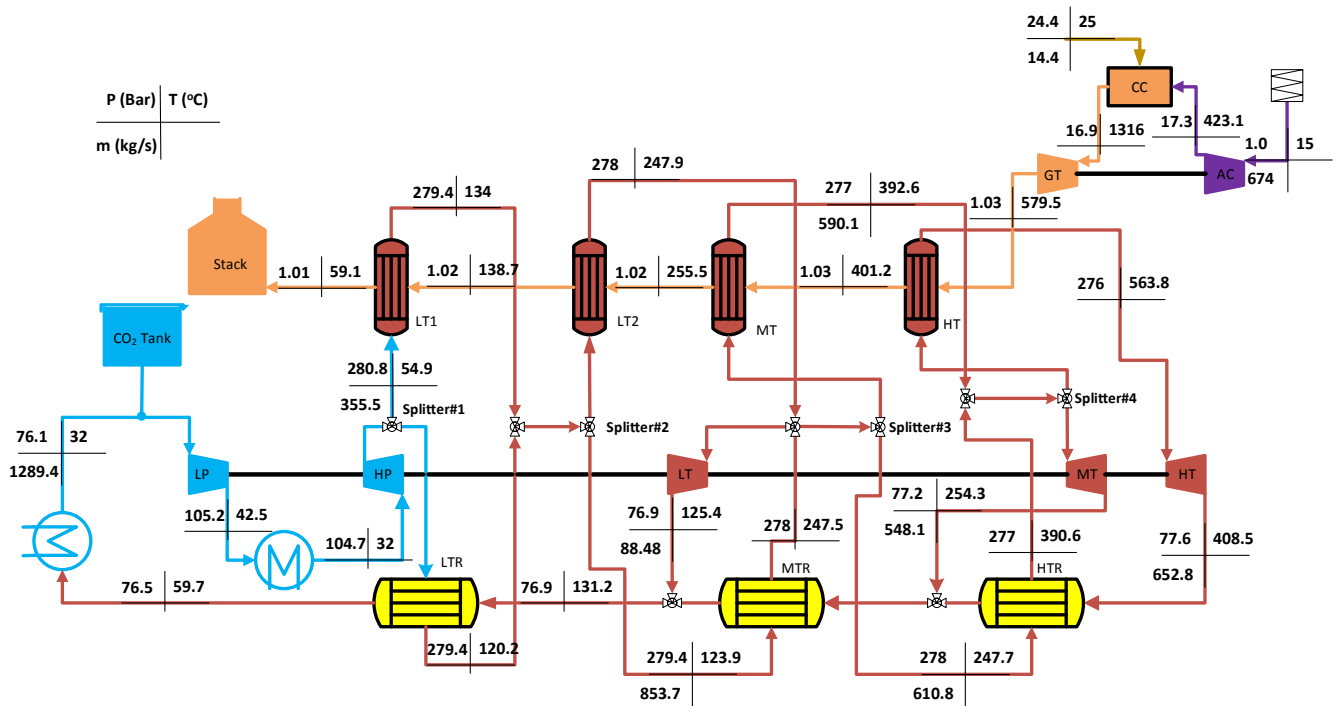 24.4 25
14.4
P (Bar) T (ºC)
m (kg/s)
CC
16.9 1316
17.3 423.1
1.0 15
674
GT
AC
278 247.9
279.4 134
277 392.6
590.1
1.03 579.5
Stack
1.01 59.1
1.02 138.7
1.02 255.5
1.03 401.2
276 563.8
LT1
LT2
MT
HT
CO₂ Tank
280.8 54.9
355.5
Splitter#1
Splitter#2
Splitter#3
Splitter#4
76.1 32
1289.4
LP
HP
LT
MT
HT
105.2 42.5
104.7 32
76.9 125.4
88.48
278 247.5
77.2 254.3
548.1
277 390.6
77.6 408.5
652.8
LTR
MTR
HTR
76.5 59.7
76.9 131.2
279.4 120.2
279.4 123.9
853.7
278 247.7
610.8